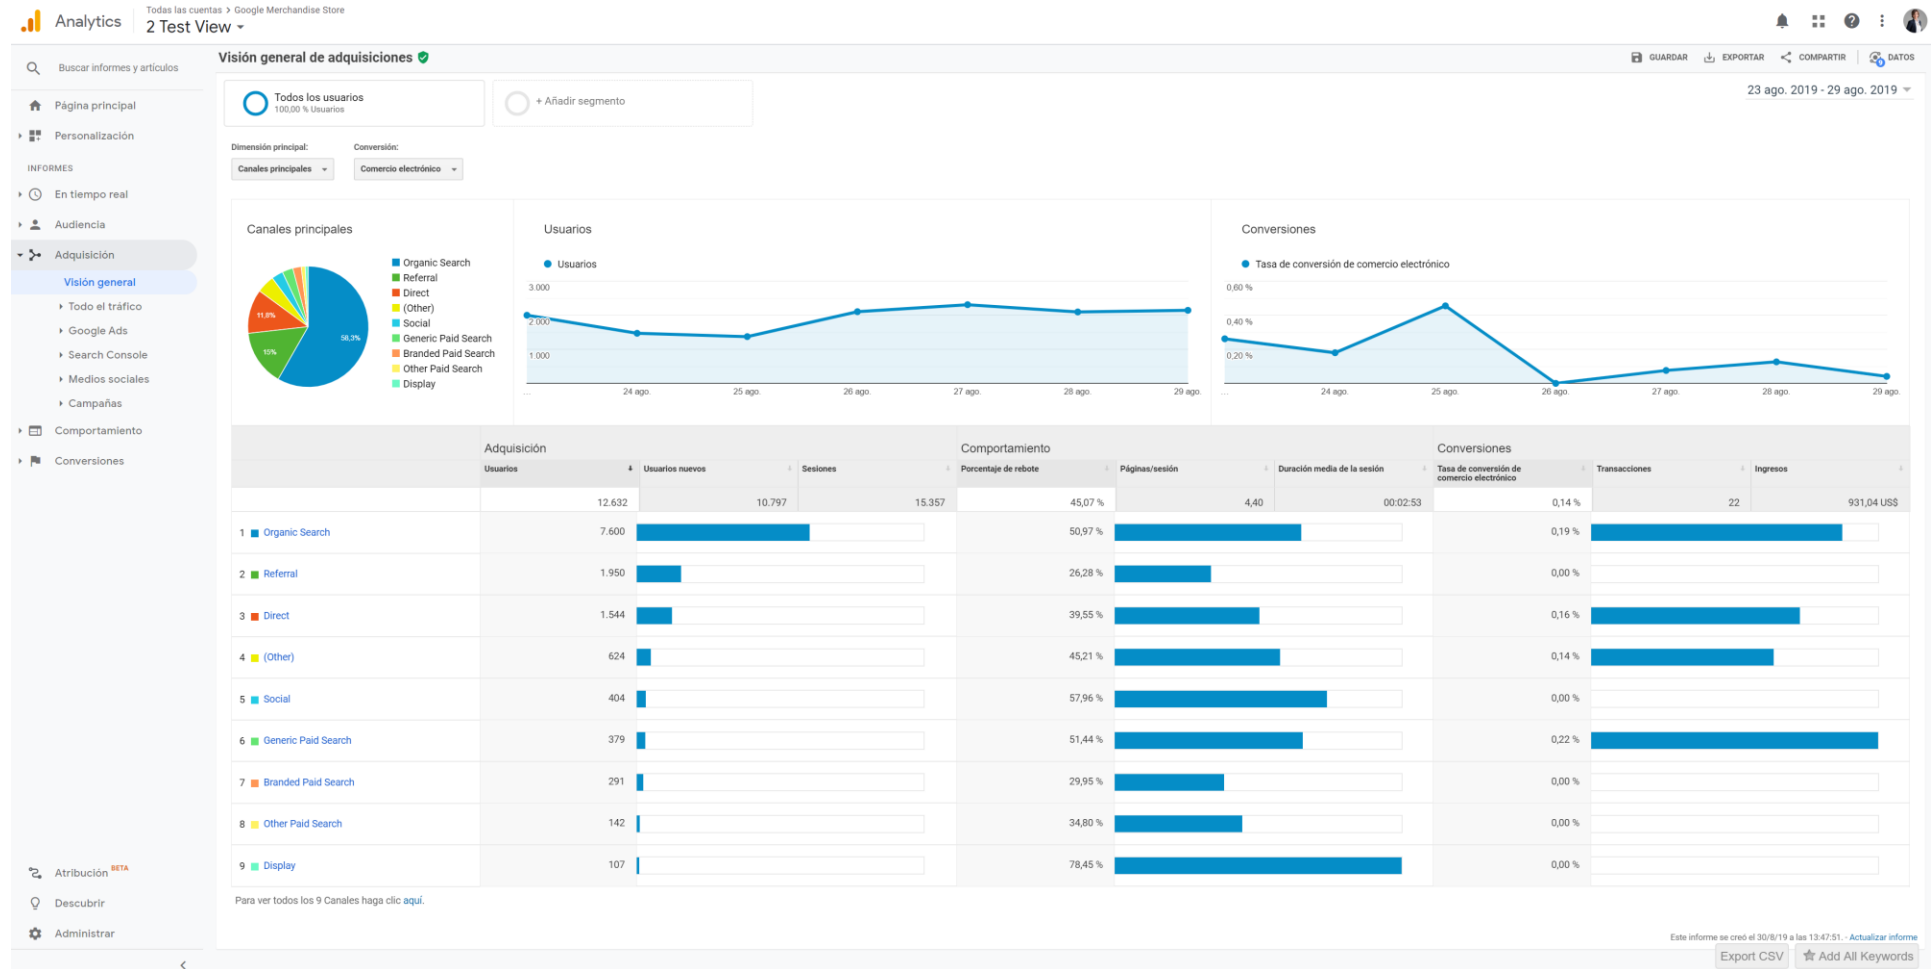 Analytics
Todas las cuentas > Google Merchandise Store
2 Test View
Buscar informes y artículos
Página principal
Personalización
INFORMES
En tiempo real
Audiencia
Adquisición
Visión general
Todo el tráfico
Google Ads
Search Console
Medios sociales
Campañas
Comportamiento
Conversiones
Atribución BETA
Descubrir
Administrar
Visión general de adquisiciones
GUARDAR EXPORTAR COMPARTIR 9 DATOS
Todos los usuarios
100,00 % Usuarios
+ Añadir segmento
23 ago. 2019 - 29 ago. 2019
Dimensión principal: Conversión:
Canales principales Comercio electrónico
Canales principales
58,3%
15%
11,8%
Organic Search
Referral
Direct
(Other)
Social
Generic Paid Search
Branded Paid Search
Other Paid Search
Display
Usuarios
Usuarios
3 000
2 000
1 000
... 24 ago. 25 ago. 26 ago. 27 ago. 28 ago. 29 ago.
Conversiones
Tasa de conversión de comercio electrónico
0,60 %
0,40 %
0,20 %
... 24 ago. 25 ago. 26 ago. 27 ago. 28 ago. 29 ago.
Adquisición Comportamiento Conversiones
Usuarios Usuarios nuevos Sesiones Porcentaje de rebote Páginas/sesión Duración media de la sesión Tasa de conversión de comercio electrónico Transacciones Ingresos
12.632 10.797 15.357 45,07 % 4,40 00:02:53 0,14 % 22 931,04 US$
1 Organic Search 7.600 50,97 % 0,19 %
2 Referral 1.950 26,28 % 0,00 %
3 Direct 1.544 39,55 % 0,16 %
4 (Other) 624 45,21 % 0,14 %
5 Social 404 57,96 % 0,00 %
6 Generic Paid Search 379 51,44 % 0,22 %
7 Branded Paid Search 291 29,95 % 0,00 %
8 Other Paid Search 142 34,80 % 0,00 %
9 Display 107 78,45 % 0,00 %
Para ver todos los 9 Canales haga clic aquí.
Este informe se creó el 30/8/19 a las 13:47:51. - Actualizar informe
Export CSV Add All Keywords